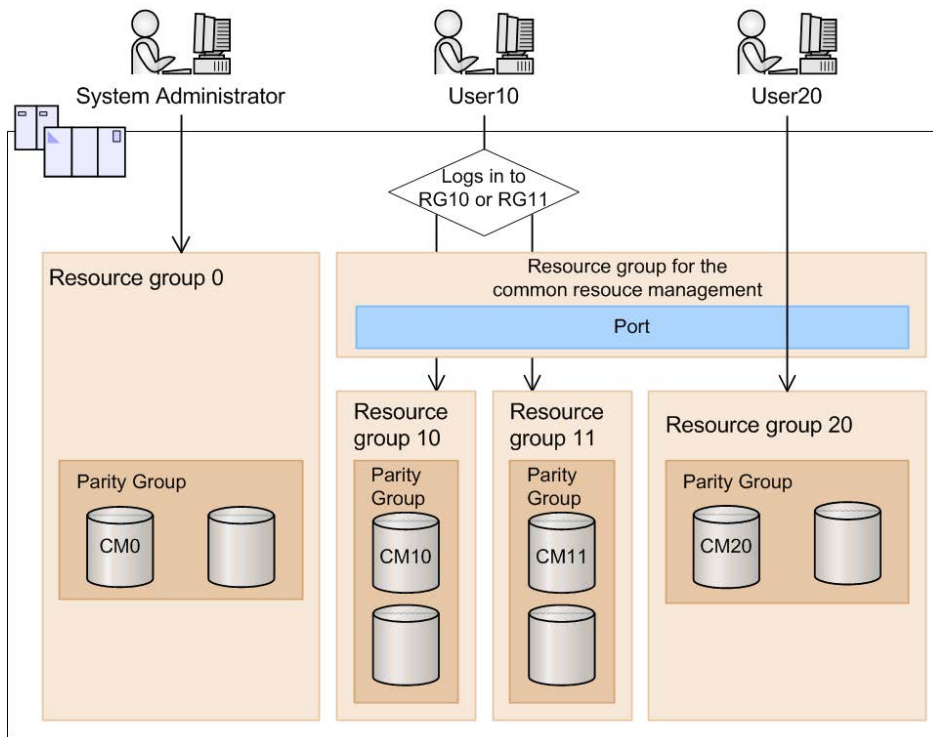 System Administrator
User10
User20
Logs in to
RG10 or RG11
Resource group 0
Resource group for the
common resouce management
Port
Resource
group 10
Resource
group 11
Resource group 20
Parity Group
CM0
Parity
Group
CM10
Parity
Group
CM11
Parity Group
CM20